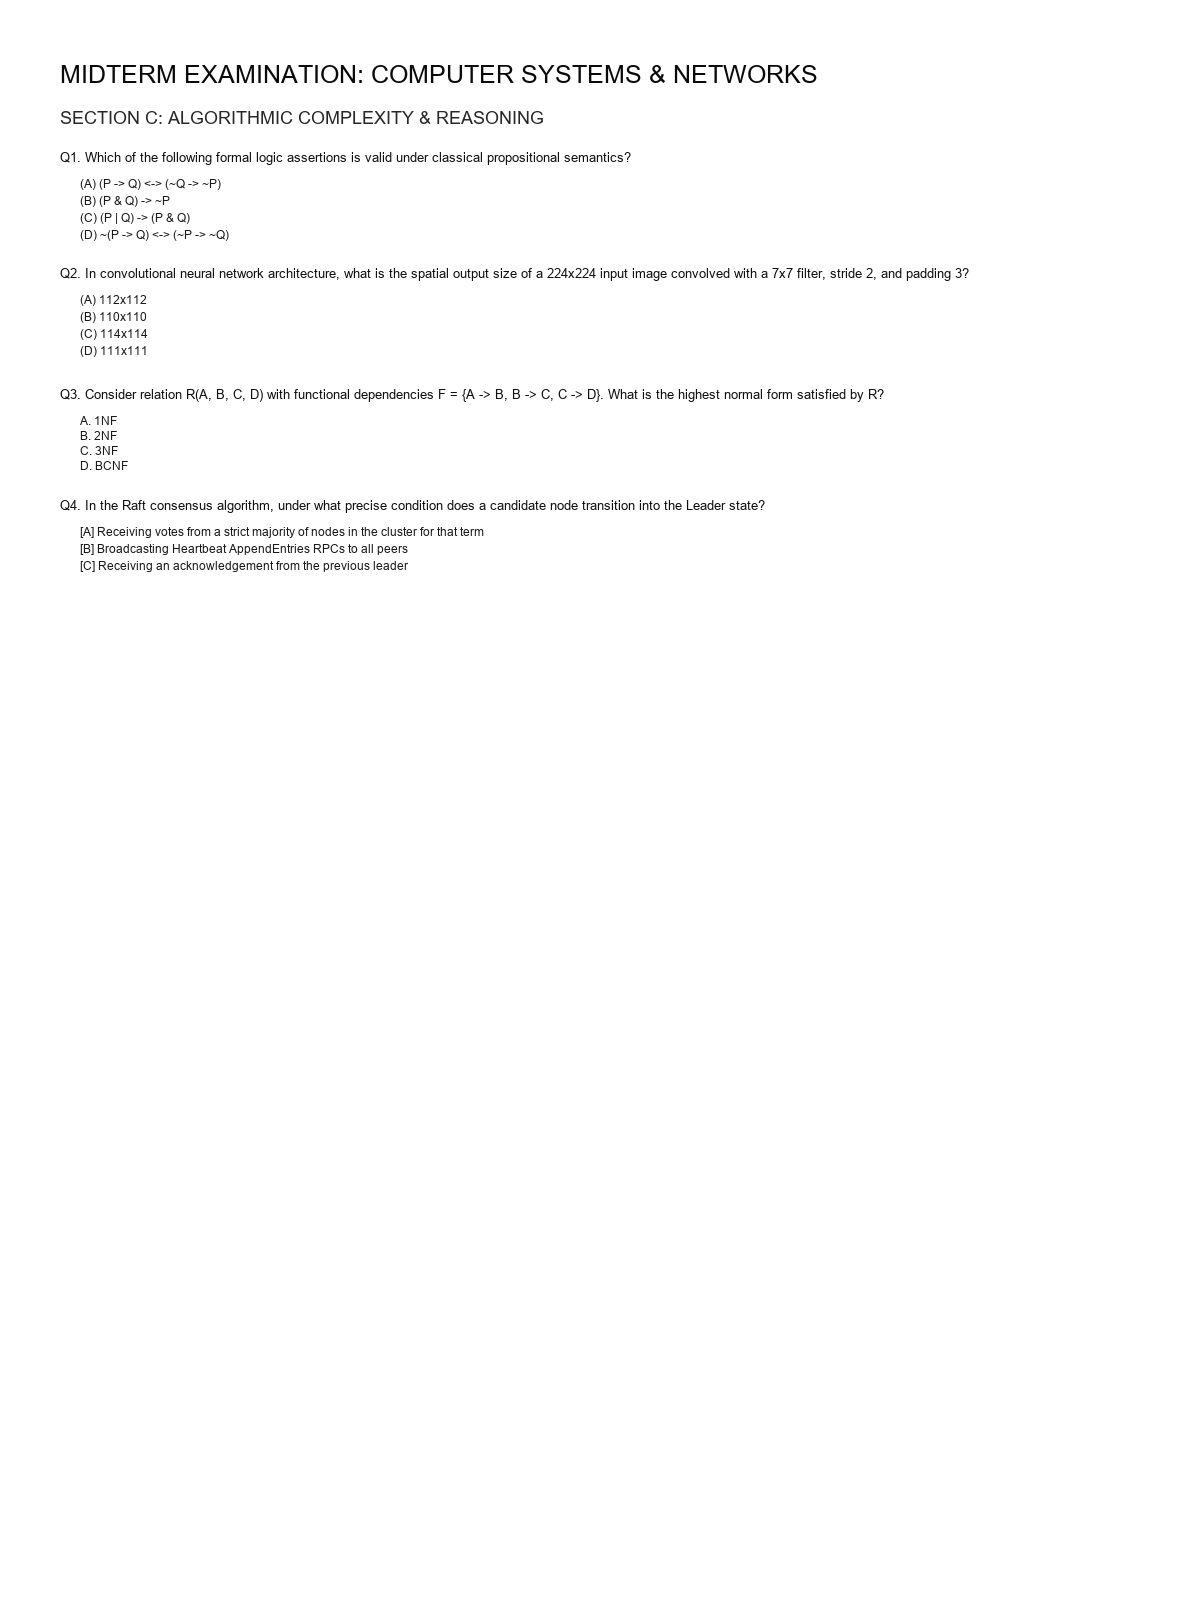 MIDTERM EXAMINATION: COMPUTER SYSTEMS & NETWORKS
SECTION C: ALGORITHMIC COMPLEXITY & REASONING
Q1. Which of the following formal logic assertions is valid under classical propositional semantics?
(A) (P -> Q) <-> (~Q -> ~P)
(B) (P & Q) -> ~P
(C) (P | Q) -> (P & Q)
(D) ~(P -> Q) <-> (~P -> ~Q)
Q2. In convolutional neural network architecture, what is the spatial output size of a 224x224 input image convolved with a 7x7 filter, stride 2, and padding 3?
(A) 112x112
(B) 110x110
(C) 114x114
(D) 111x111
Q3. Consider relation R(A, B, C, D) with functional dependencies F = {A -> B, B -> C, C -> D}. What is the highest normal form satisfied by R?
A. 1NF
B. 2NF
C. 3NF
D. BCNF
Q4. In the Raft consensus algorithm, under what precise condition does a candidate node transition into the Leader state?
[A] Receiving votes from a strict majority of nodes in the cluster for that term
[B] Broadcasting Heartbeat AppendEntries RPCs to all peers
[C] Receiving an acknowledgement from the previous leader